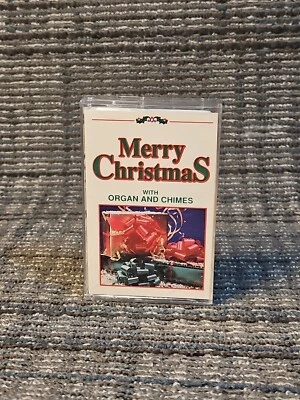 Merry
ChristmaS
WITH
ORGAN AND CHIMES